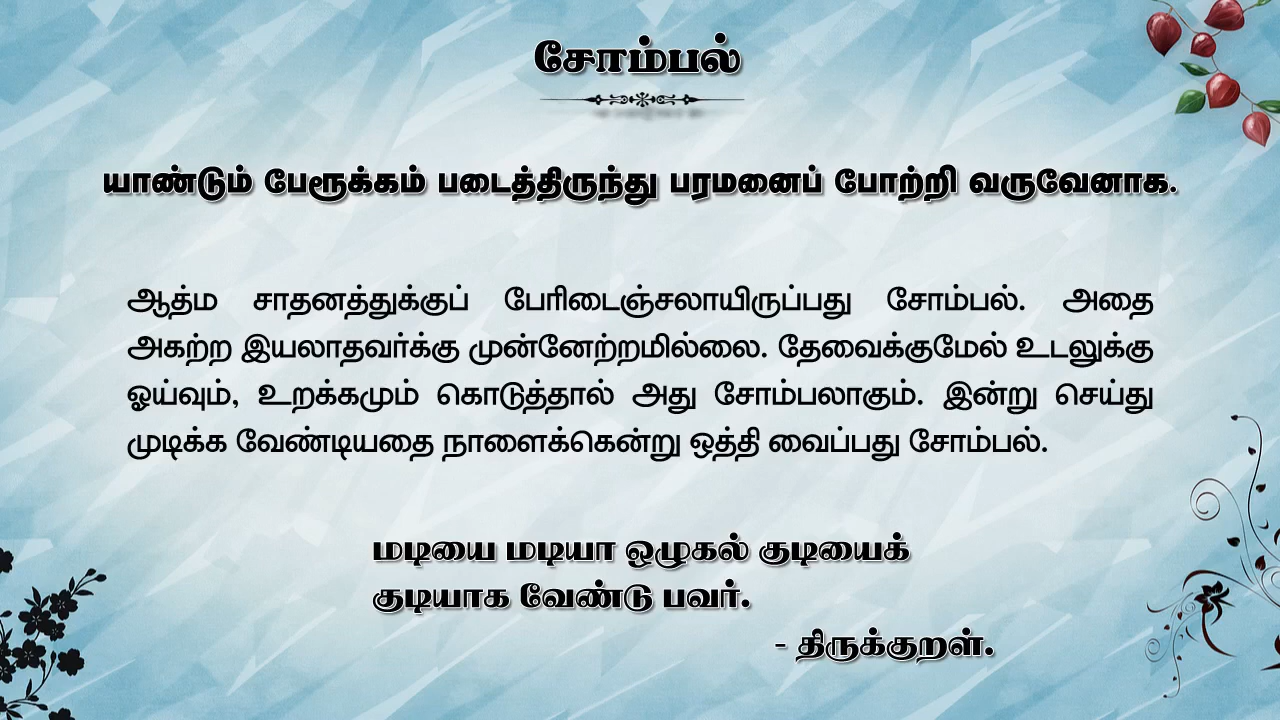 சோம்பல்
யாண்டும் பேரூக்கம் படைத்திருந்து பரமனைப் போற்றி வருவேனாக.
ஆத்ம சாதனத்துக்குப் பேரிடைஞ்சலாயிருப்பது சோம்பல். அதை
அகற்ற இயலாதவர்க்கு முன்னேற்றமில்லை. தேவைக்குமேல் உடலுக்கு
ஓய்வும், உறக்கமும் கொடுத்தால் அது சோம்பலாகும். இன்று செய்து
முடிக்க வேண்டியதை நாளைக்கென்று ஒத்தி வைப்பது சோம்பல்.
மடியை மடியா ஒழுகல் குடியைக்
குடியாக வேண்டு பவர்.
- திருக்குறள்.